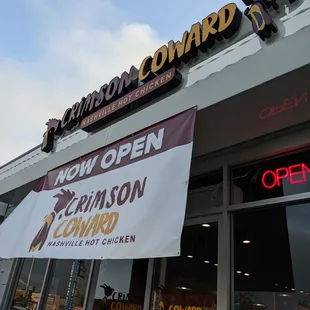 CRIMSON COWARD
NASHVILLE HOT CHICKEN
OPEN
NOW OPEN
CRIMSON
COWARD
NASHVILLE HOT CHICKEN
OPEN